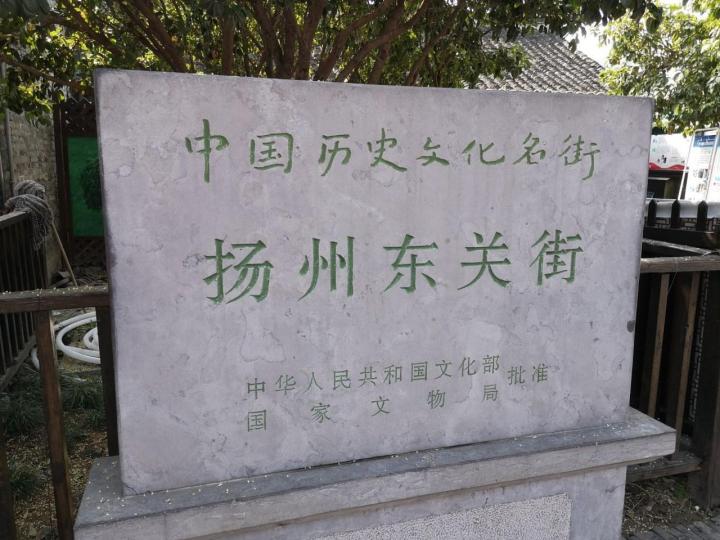 中国历史文化名街
扬州东关街
中华人民共和国文化部
国家文物局
批准